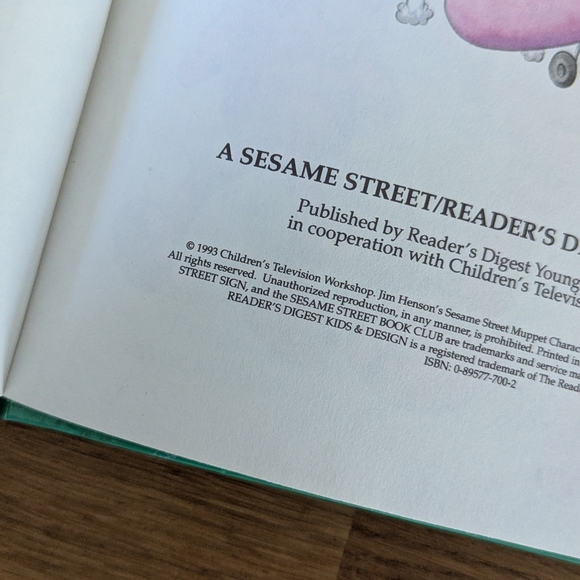 A SESAME STREET/READER'S D
Published by Reader's Digest Young
in cooperation with Children's Televis
© 1993 Children's Television Workshop. Jim Henson's Sesame Street Muppet Charac
All rights reserved. Unauthorized reproduction, in any manner, is prohibited. Printed in
STREET SIGN, and the SESAME STREET BOOK CLUB are trademarks and service ma
READER'S DIGEST KIDS & DESIGN is a registered trademark of The Read
ISBN: 0-89577-700-2